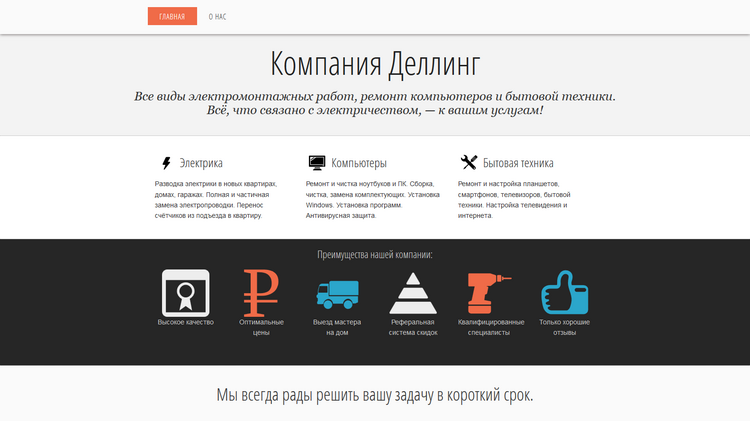 ГЛАВНАЯ О НАС
Компания Деллинг
Все виды электромонтажных работ, ремонт компьютеров и бытовой техники.
Всё, что связано с электричеством, — к вашим услугам!
Электрика
Разводка электрики в новых квартирах,
домах, гаражах. Полная и частичная
замена электропроводки. Перенос
счётчиков из подъезда в квартиру.
Компьютеры
Ремонт и чистка ноутбуков и ПК. Сборка,
чистка, замена комплектующих. Установка
Windows. Установка программ.
Антивирусная защита.
Бытовая техника
Ремонт и настройка планшетов,
смартфонов, телевизоров, бытовой
техники. Настройка телевидения и
интернета.
Преимущества нашей компании:
Высокое качество
Оптимальные
цены
Выезд мастера
на дом
Реферальная
система скидок
Квалифицированные
специалисты
Только хорошие
отзывы
Мы всегда рады решить вашу задачу в короткий срок.